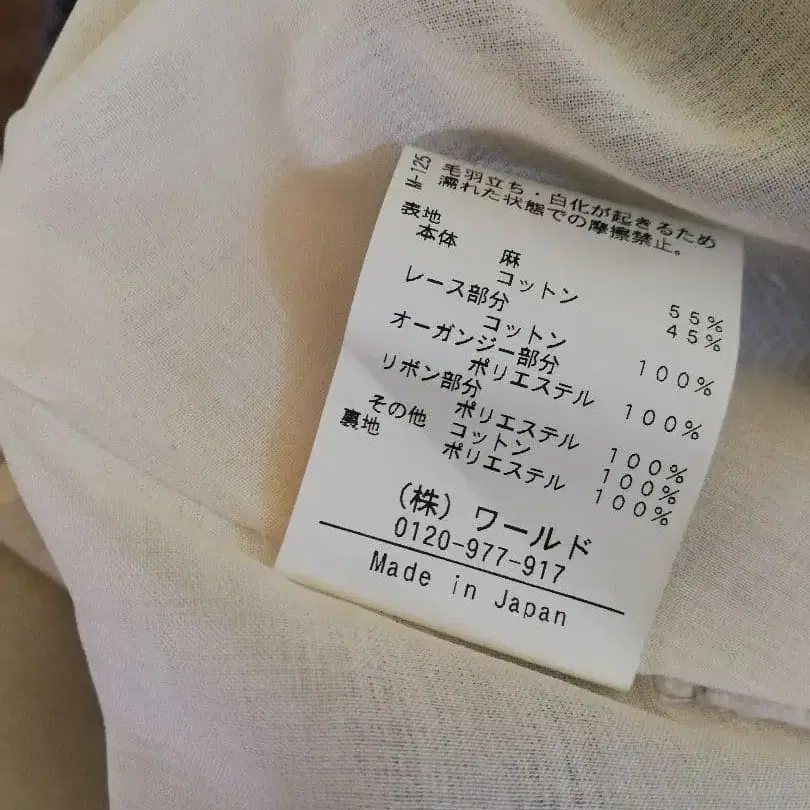 M-125
毛羽立ち・白化が起きるため
濡れた状態での摩擦禁止。
表地
本体 麻 55%
コットン 45%
レース部分
コットン 100%
オーガンジー部分
ポリエステル 100%
リボン部分
ポリエステル 100%
その他 コットン 100%
裏地 ポリエステル 100%
(株)ワールド
0120-977-917
Made in Japan